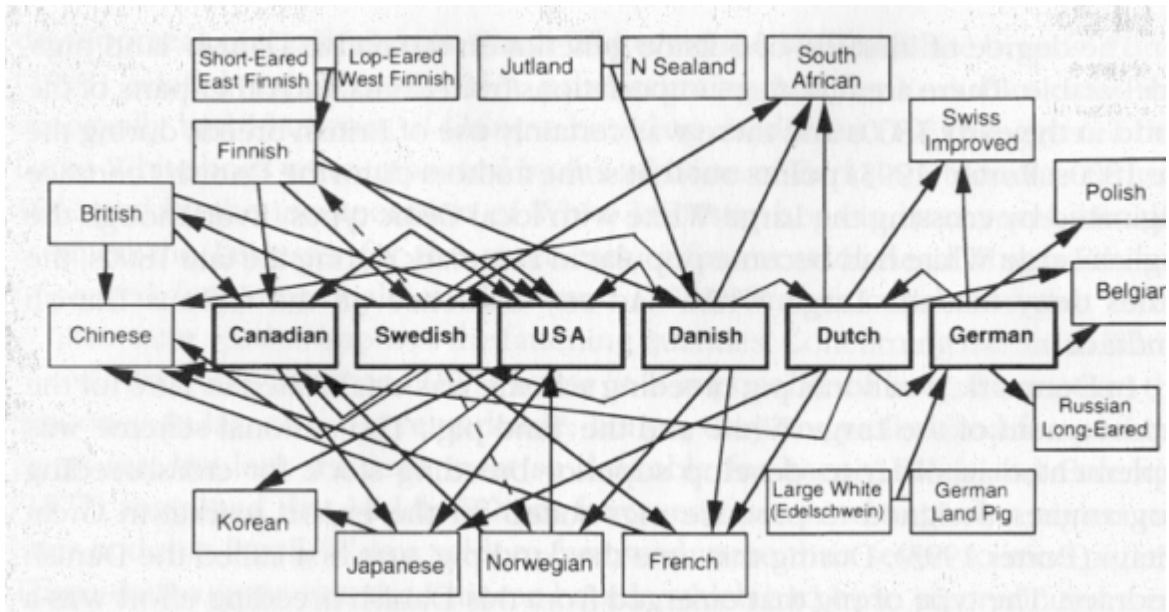 Short-Eared
East Finnish
Lop-Eared
West Finnish
Jutland
N Sealand
South
African
Finnish
Swiss
Improved
British
Polish
Chinese
Canadian
Swedish
USA
Danish
Dutch
German
Belgian
Russian
Long-Eared
Korean
Japanese
Norwegian
French
Large White
(Edelschwein)
German
Land Pig